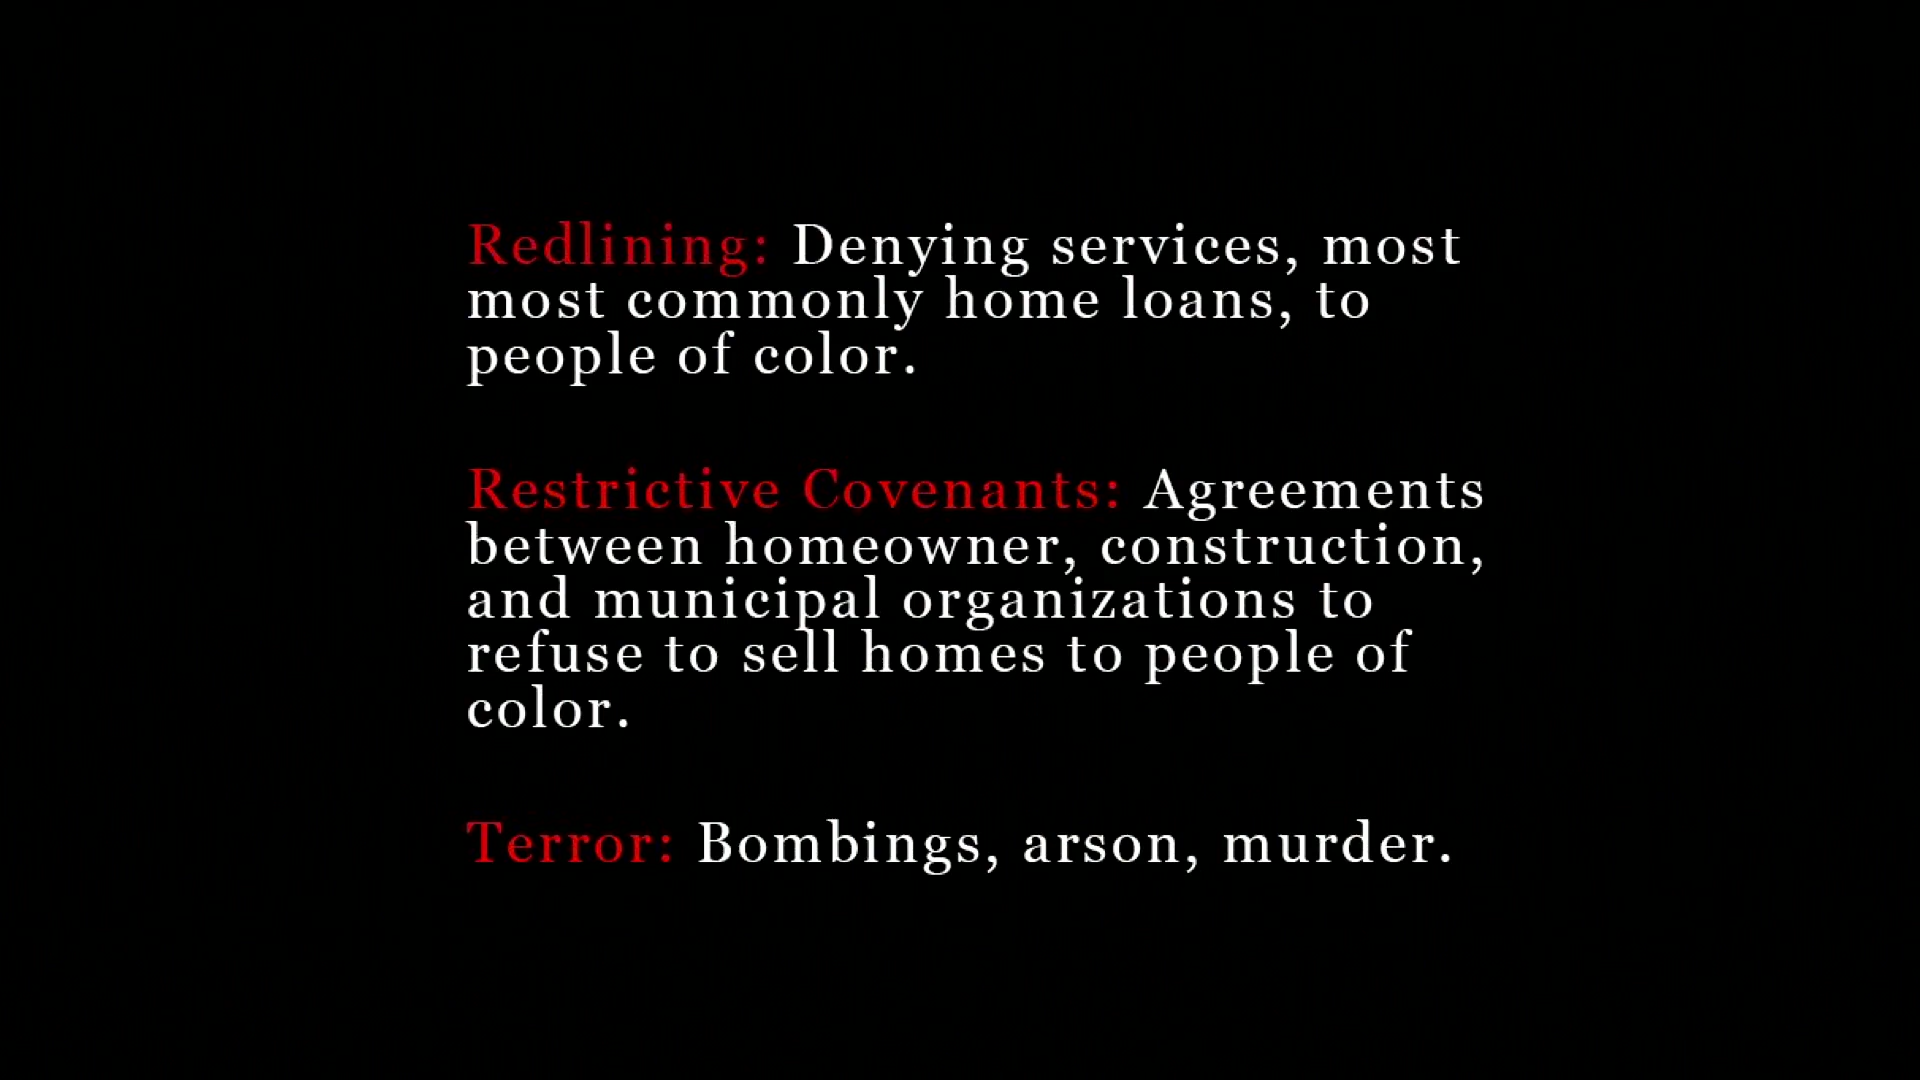 Redlining: Denying services, most
most commonly home loans, to
people of color.
Restrictive Covenants: Agreements
between homeowner, construction,
and municipal organizations to
refuse to sell homes to people of
color.
Terror: Bombings, arson, murder.